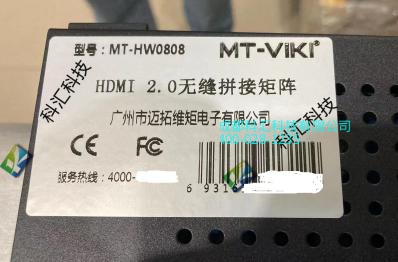 型号: MT-HW0808
MT-VIKI®
HDMI 2.0无缝拼接矩阵
广州市迈拓维矩电子有限公司
CE FC
服务热线: 4000-
6 931
科汇科技
科汇科技